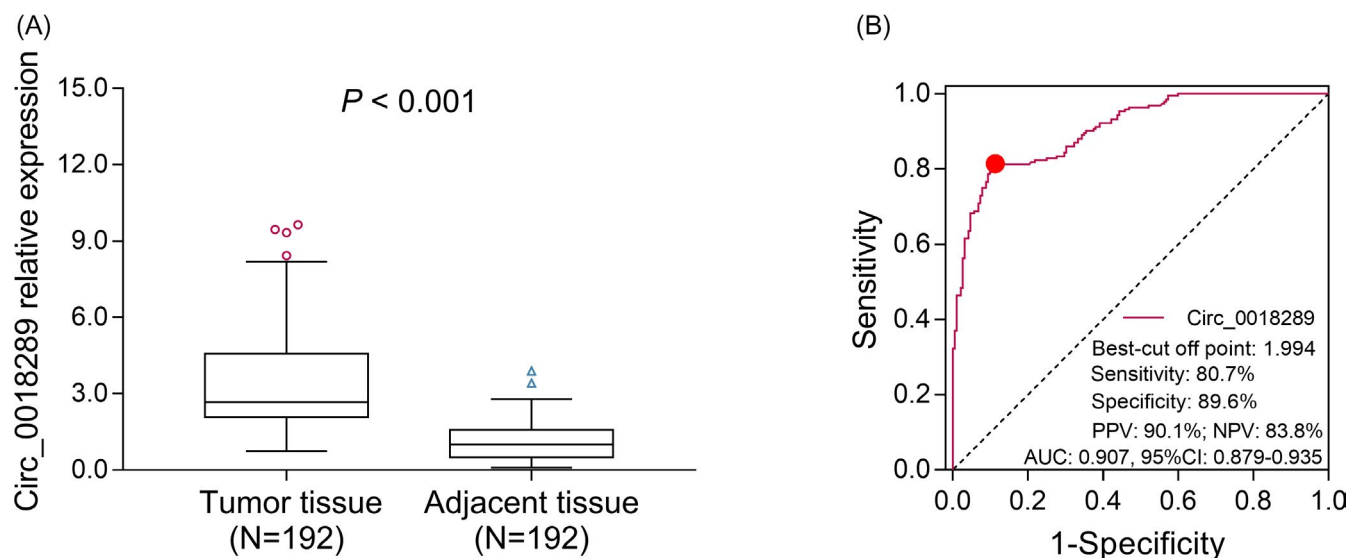 (A)
Circ_0018289 relative expression
15.0
12.0
9.0
6.0
3.0
0.0
P < 0.001
Tumor tissue
(N=192)
Adjacent tissue
(N=192)
(B)
Sensitivity
1.0
0.8
0.6
0.4
0.2
0.0
Circ_0018289
Best-cut off point: 1.994
Sensitivity: 80.7%
Specificity: 89.6%
PPV: 90.1%; NPV: 83.8%
AUC: 0.907, 95%CI: 0.879-0.935
0.0 0.2 0.4 0.6 0.8 1.0
1-Specificity